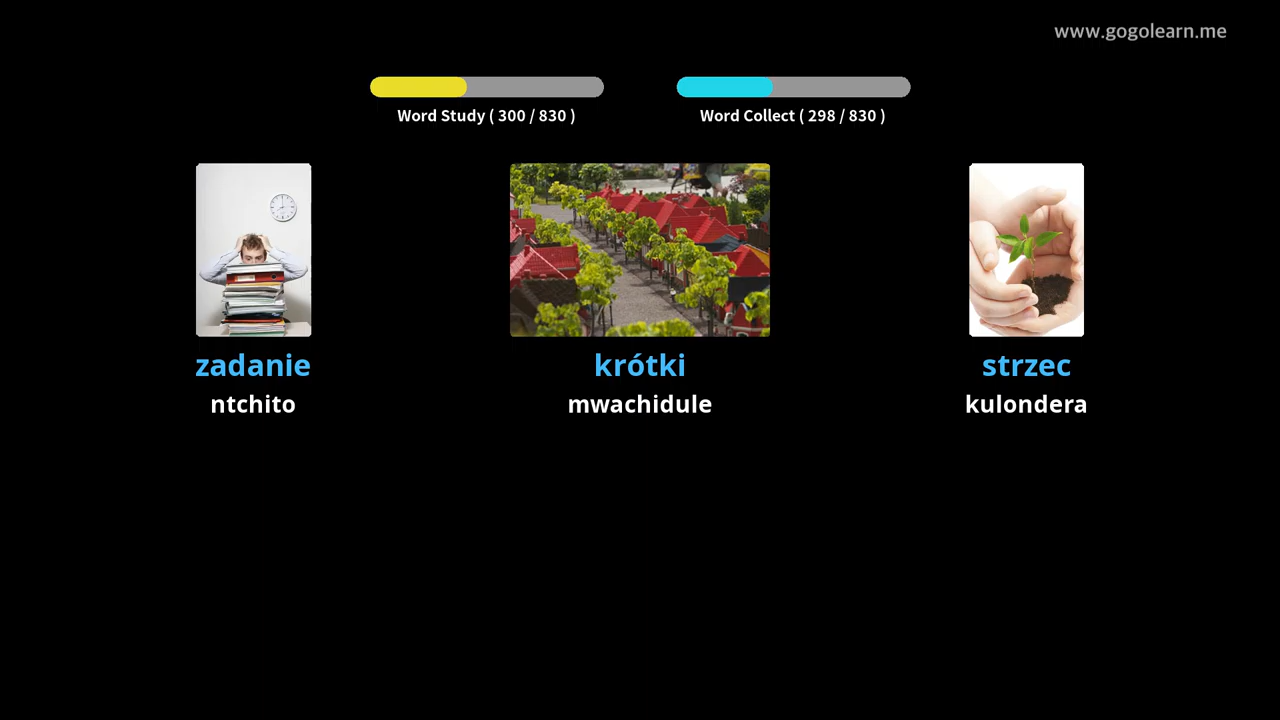 www.gogolearn.me
Word Study ( 300 / 830 )
Word Collect ( 298 / 830 )
zadanie
ntchito
krótki
mwachidule
strzec
kulondera